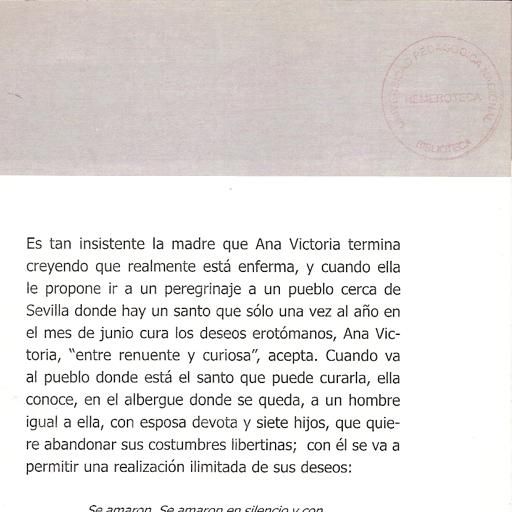 UNIVERSIDAD PEDAGOGICA NACIONAL
HEMEROTECA
BIBLIOTECA
Es tan insistente la madre que Ana Victoria termina
creyendo que realmente está enferma, y cuando ella
le propone ir a un peregrinaje a un pueblo cerca de
Sevilla donde hay un santo que sólo una vez al año en
el mes de junio cura los deseos erotómanos, Ana Vic-
toria, "entre renuente y curiosa", acepta. Cuando va
al pueblo donde está el santo que puede curarla, ella
conoce, en el albergue donde se queda, a un hombre
igual a ella, con esposa devota y siete hijos, que quie-
re abandonar sus costumbres libertinas;  con él se va a
permitir una realización ilimitada de sus deseos:
Se amaron. Se amaron en silencio y con